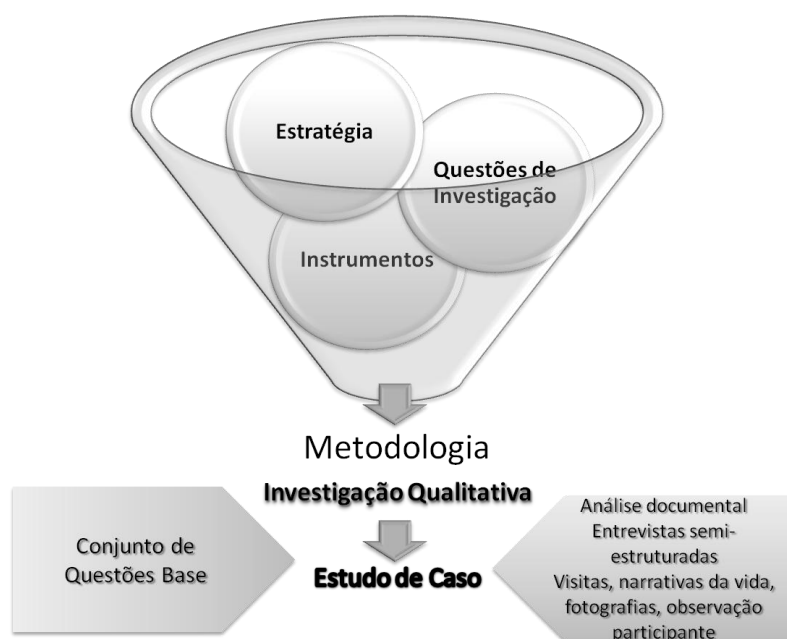 Estratégia
Questões de
Investigação
Instrumentos
Metodologia
Investigação Qualitativa
Estudo de Caso
Conjunto de
Questões Base
Análise documental
Entrevistas semi-
estruturadas
Visitas, narrativas da vida,
fotografias, observação
participante